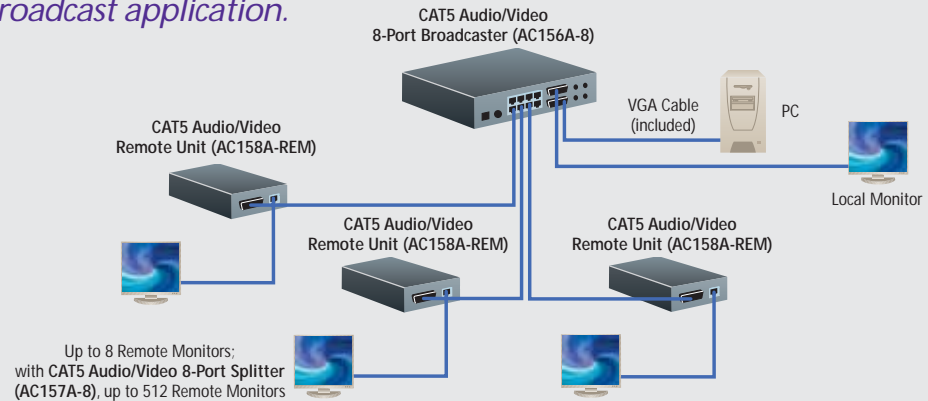 roadcast application.
CAT5 Audio/Video
8-Port Broadcaster (AC156A-8)
VGA Cable
(included)
PC
CAT5 Audio/Video
Remote Unit (AC158A-REM)
Local Monitor
CAT5 Audio/Video
Remote Unit (AC158A-REM)
CAT5 Audio/Video
Remote Unit (AC158A-REM)
Up to 8 Remote Monitors;
with CAT5 Audio/Video 8-Port Splitter
(AC157A-8), up to 512 Remote Monitors